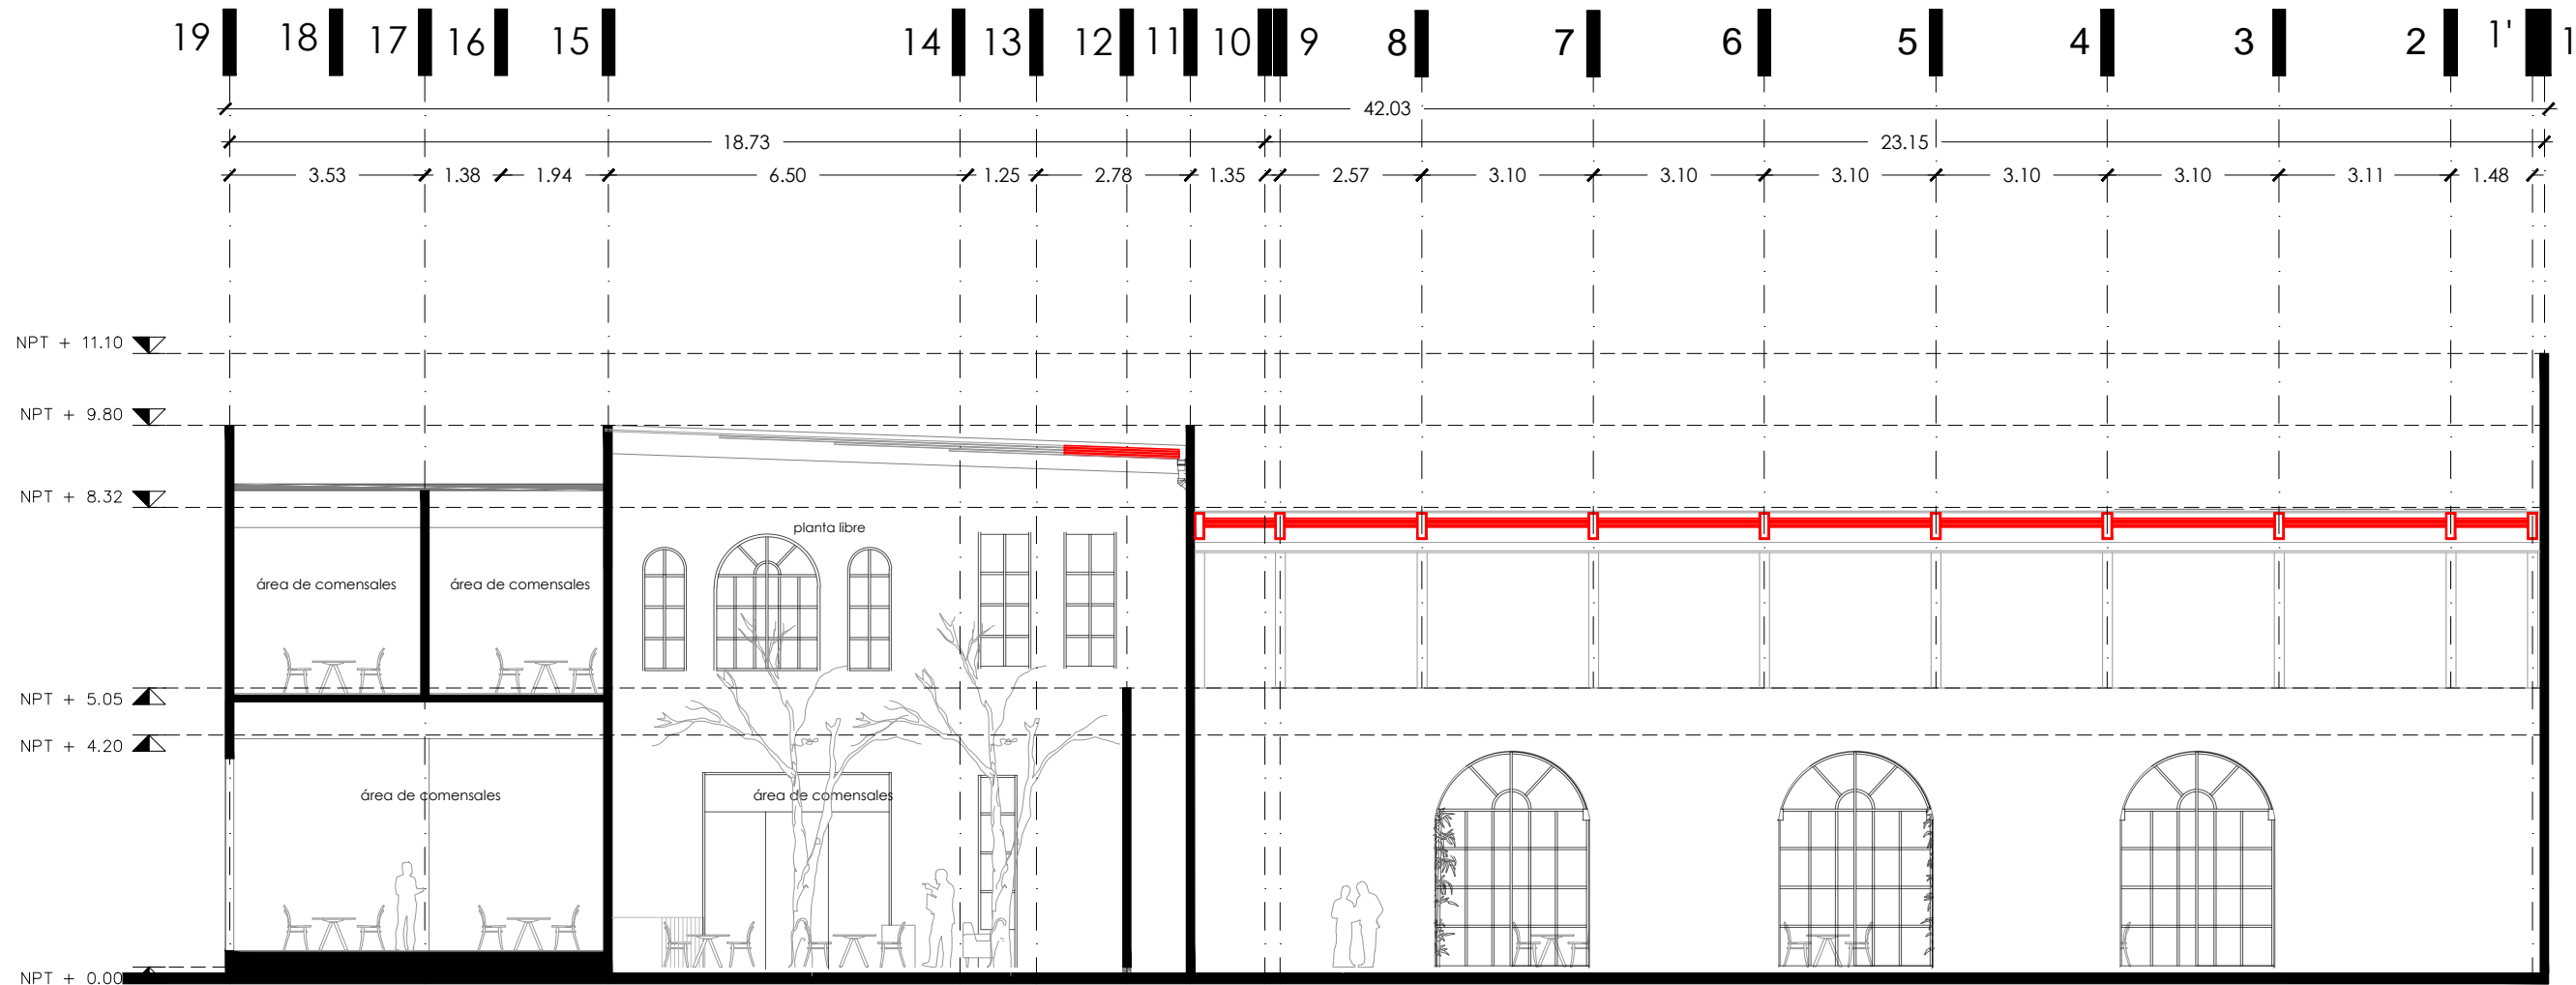 19 18 17 16 15 14 13 12 11 10 9 8 7 6 5 4 3 2 1' 1
42.03
18.73 23.15
3.53 1.38 1.94 6.50 1.25 2.78 1.35 2.57 3.10 3.10 3.10 3.10 3.10 3.11 1.48
NPT + 11.10
NPT + 9.80
NPT + 8.32
planta libre
área de comensales área de comensales
NPT + 5.05
NPT + 4.20
área de comensales área de comensales
NPT + 0.00